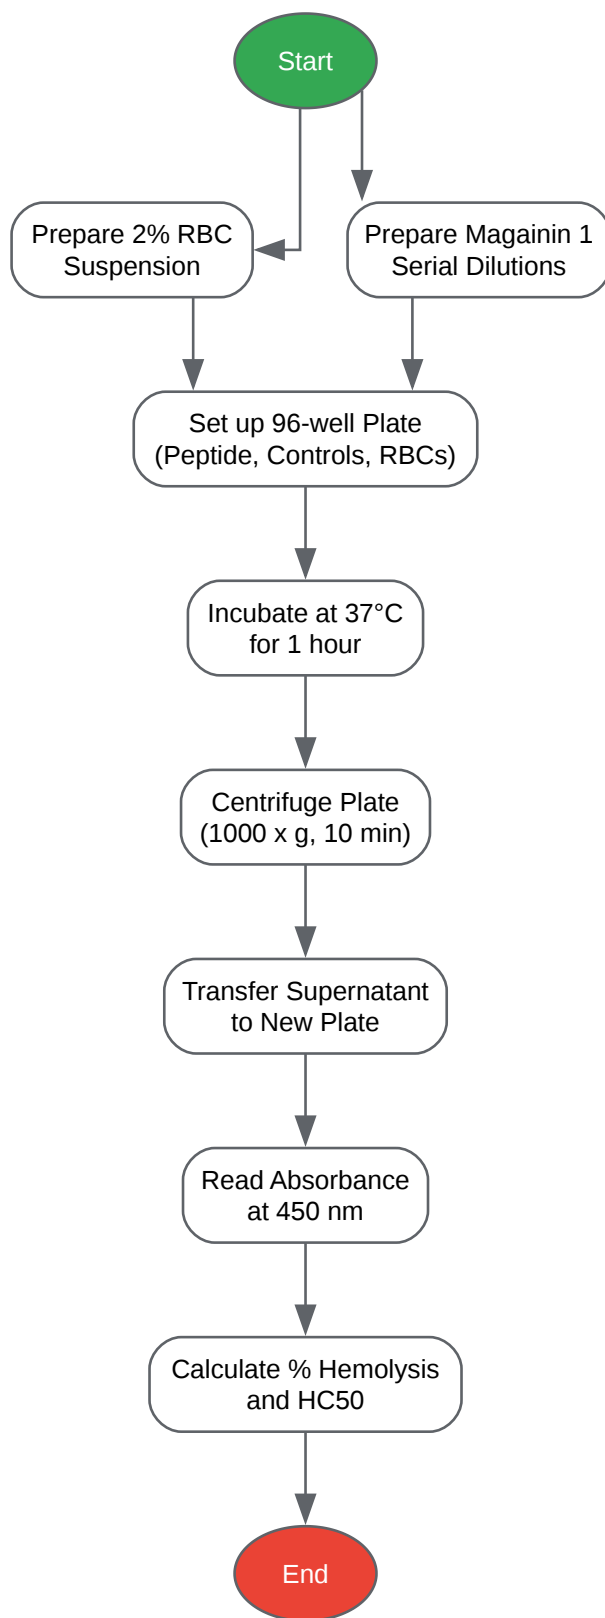 Start
Prepare 2% RBC
Suspension
Prepare Magainin 1
Serial Dilutions
Set up 96-well Plate
(Peptide, Controls, RBCs)
Incubate at 37°C
for 1 hour
Centrifuge Plate
(1000 x g, 10 min)
Transfer Supernatant
to New Plate
Read Absorbance
at 450 nm
Calculate % Hemolysis
and HC50
End